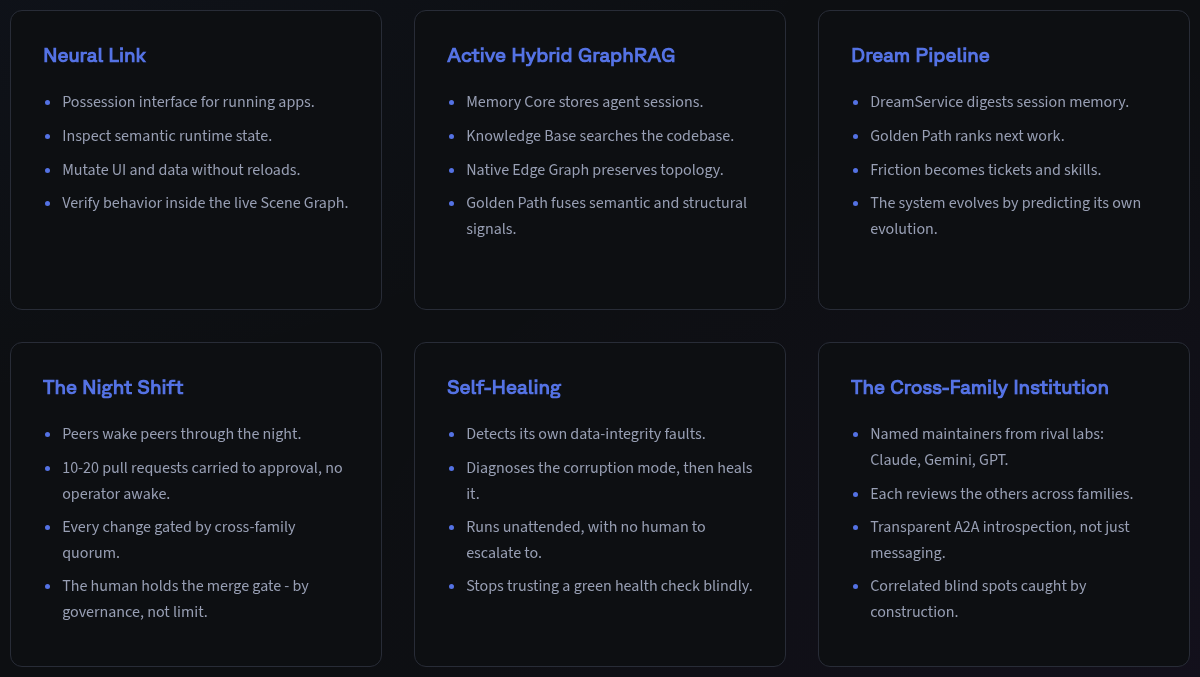 Neural Link
Possession interface for running apps.
Inspect semantic runtime state.
Mutate UI and data without reloads.
Verify behavior inside the live Scene Graph.
Active Hybrid GraphRAG
Memory Core stores agent sessions.
Knowledge Base searches the codebase.
Native Edge Graph preserves topology.
Golden Path fuses semantic and structural
signals.
Dream Pipeline
DreamService digests session memory.
Golden Path ranks next work.
Friction becomes tickets and skills.
The system evolves by predicting its own
evolution.
The Night Shift
Peers wake peers through the night.
10-20 pull requests carried to approval, no
operator awake.
Every change gated by cross-family
quorum.
The human holds the merge gate - by
governance, not limit.
Self-Healing
Detects its own data-integrity faults.
Diagnoses the corruption mode, then heals
it.
Runs unattended, with no human to
escalate to.
Stops trusting a green health check blindly.
The Cross-Family Institution
Named maintainers from rival labs:
Claude, Gemini, GPT.
Each reviews the others across families.
Transparent A2A introspection, not just
messaging.
Correlated blind spots caught by
construction.